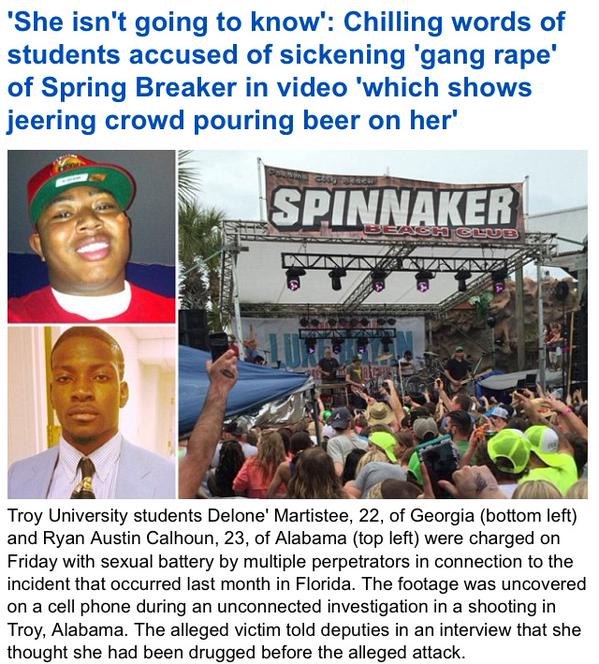 'She isn't going to know': Chilling words of
students accused of sickening 'gang rape'
of Spring Breaker in video 'which shows
jeering crowd pouring beer on her'
SPINNAKER
BEACH CLUB
Troy University students Delone' Martistee, 22, of Georgia (bottom left)
and Ryan Austin Calhoun, 23, of Alabama (top left) were charged on
Friday with sexual battery by multiple perpetrators in connection to the
incident that occurred last month in Florida. The footage was uncovered
on a cell phone during an unconnected investigation in a shooting in
Troy, Alabama. The alleged victim told deputies in an interview that she
thought she had been drugged before the alleged attack.